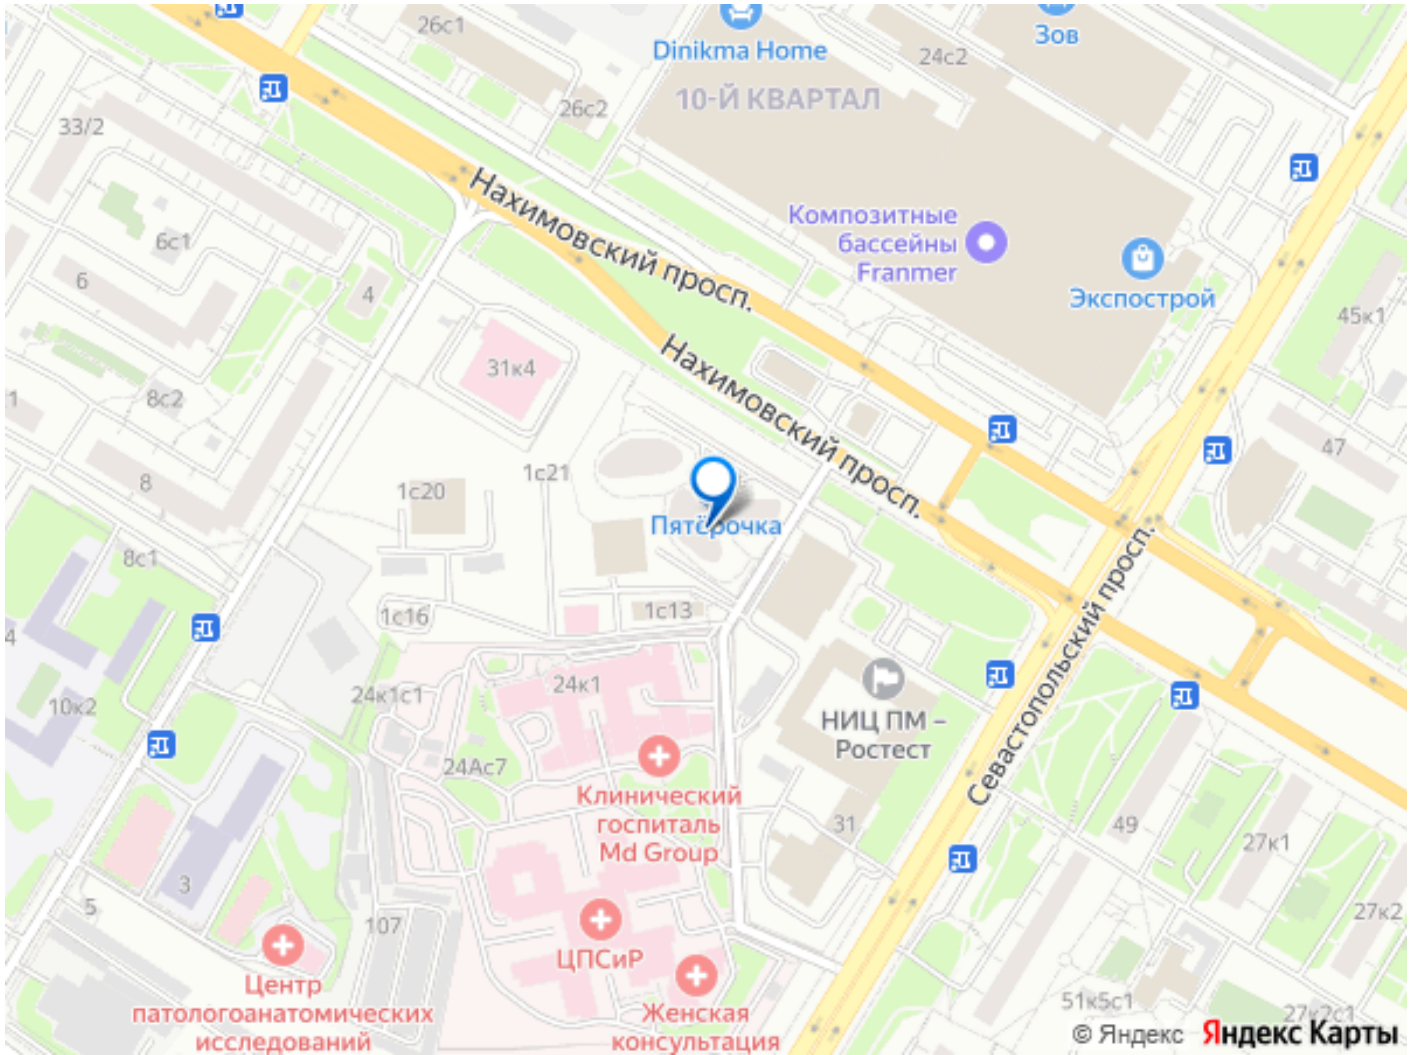 26с1
Dinikma Home
Зов
24с2
10-Й КВАРТАЛ
26с2
33/2
Нахимовский просп.
Композитные
бассейны
Franmer
6с1
6
4
Экспострой
45к1
Нахимовский просп.
31к4
1
8с2
47
8
1с20
1с21
Пятёрочка
8с1
Севастопольский просп.
1с16
1с13
4
24к1
24к1с1
10к2
НИЦ ПМ –
Ростест
24Ас7
Клинический
госпиталь
Md Group
31
49
27к1
3
5
107
27к2
ЦПСиР
Центр
патологоанатомических
исследований
Женская
консультация
51к5с1
27к2с1
© Яндекс Яндекс Карты